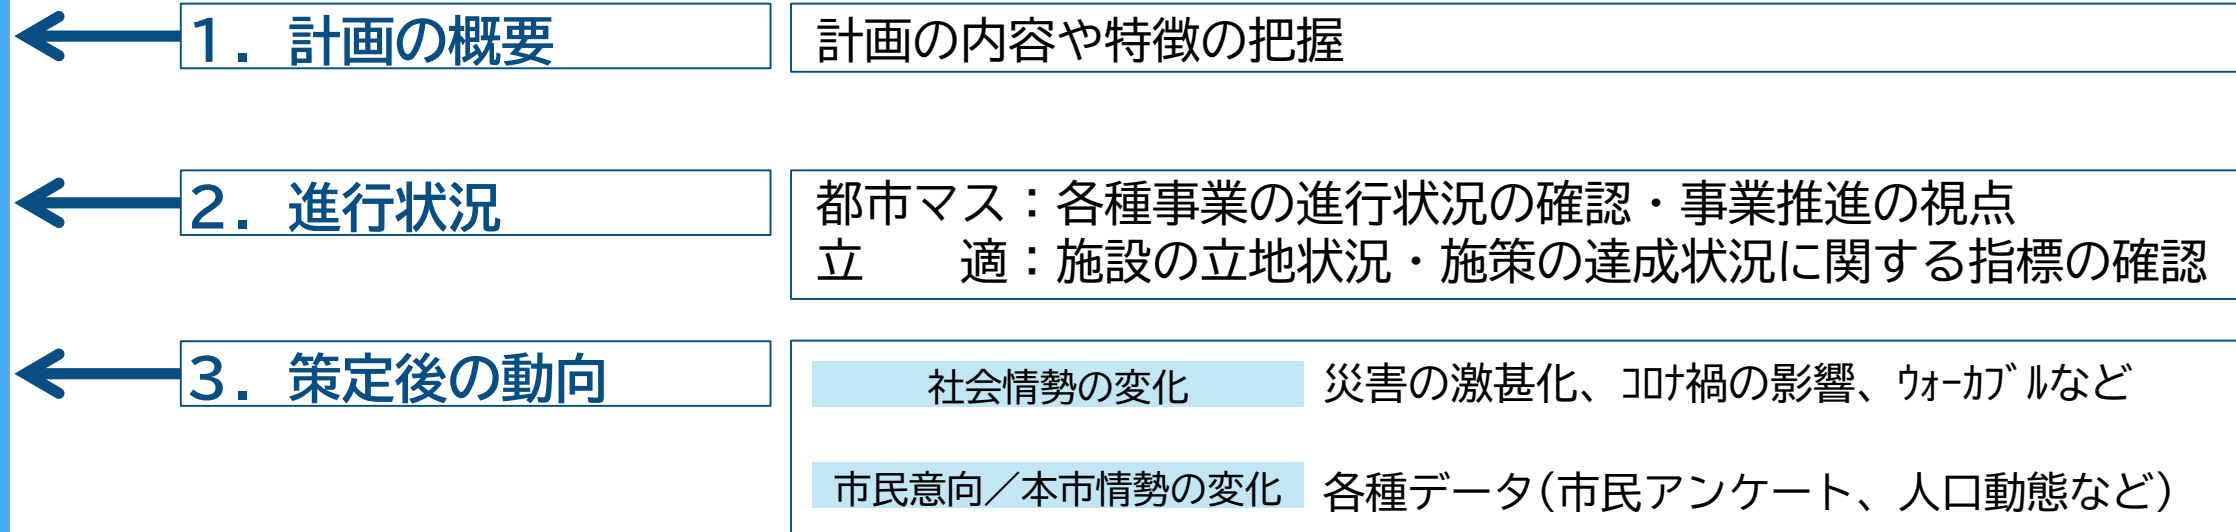 1. 計画の概要
計画の内容や特徴の把握
2. 進行状況
都市マス：各種事業の進行状況の確認・事業推進の視点
立　　適：施設の立地状況・施策の達成状況に関する指標の確認
3. 策定後の動向
社会情勢の変化
災害の激甚化、ｺﾛﾅ禍の影響、ｳｫｰｶﾌﾞﾙなど
市民意向／本市情勢の変化
各種データ(市民アンケート、人口動態など)